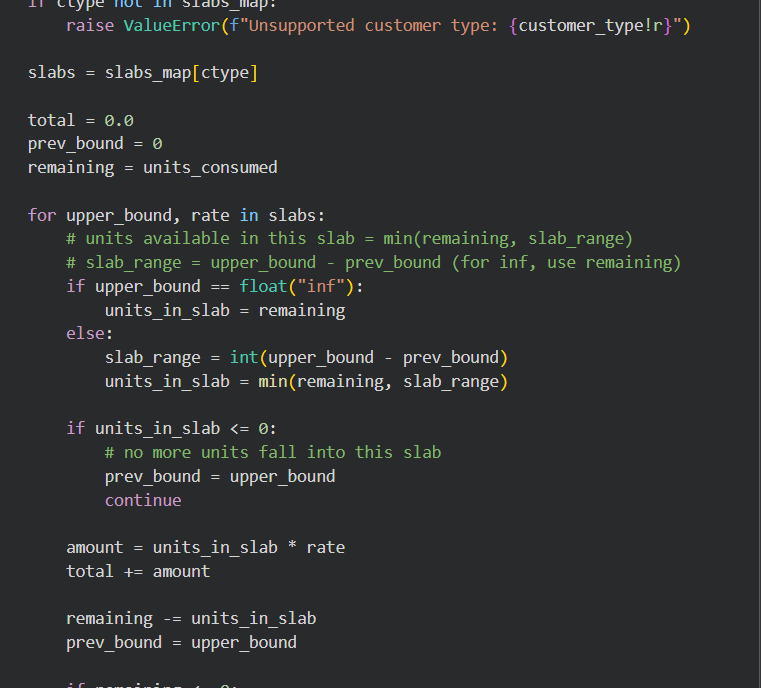 if ctype not in slabs_map:
    raise ValueError(f"Unsupported customer type: {customer_type!r}")

slabs = slabs_map[ctype]

total = 0.0
prev_bound = 0
remaining = units_consumed

for upper_bound, rate in slabs:
    # units available in this slab = min(remaining, slab_range)
    # slab_range = upper_bound - prev_bound (for inf, use remaining)
    if upper_bound == float("inf"):
        units_in_slab = remaining
    else:
        slab_range = int(upper_bound - prev_bound)
        units_in_slab = min(remaining, slab_range)

    if units_in_slab <= 0:
        # no more units fall into this slab
        prev_bound = upper_bound
        continue

    amount = units_in_slab * rate
    total += amount

    remaining -= units_in_slab
    prev_bound = upper_bound